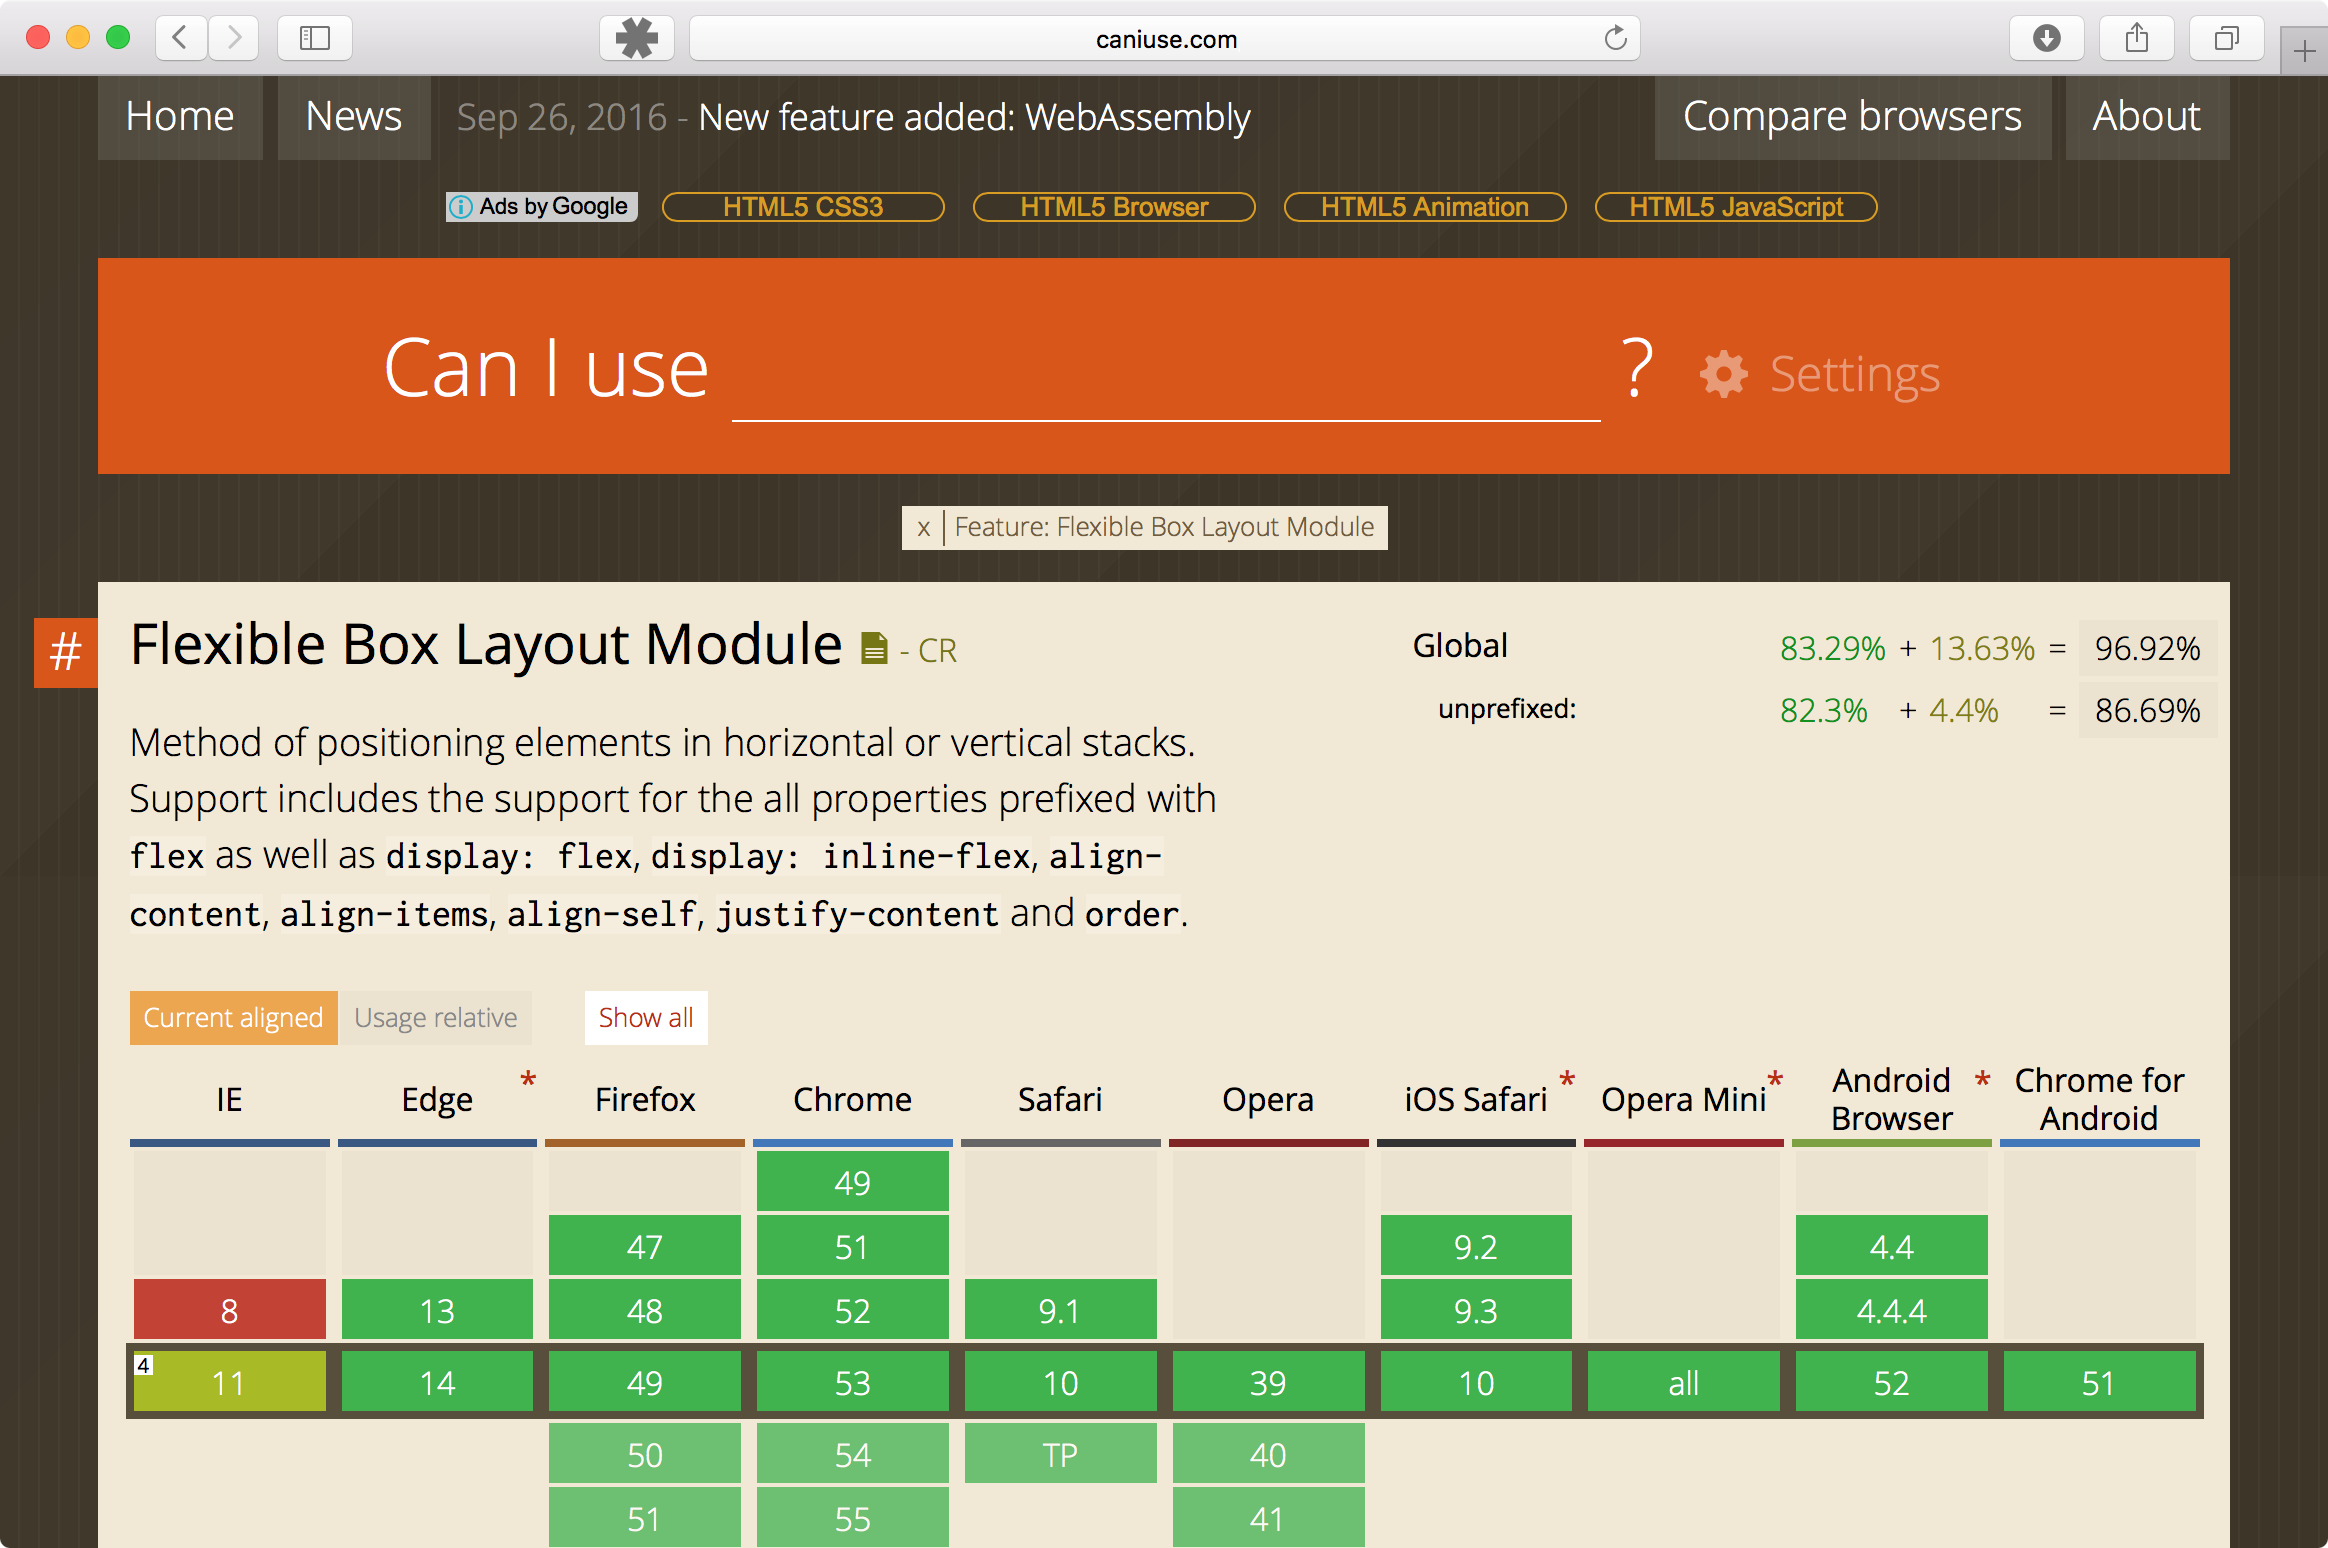 caniuse.com
Home News Sep 26, 2016 - New feature added: WebAssembly Compare browsers About
Ads by Google HTML5 CSS3 HTML5 Browser HTML5 Animation HTML5 JavaScript
Can I use ? Settings
x | Feature: Flexible Box Layout Module
# Flexible Box Layout Module - CR
Global 83.29% + 13.63% = 96.92%
unprefixed: 82.3% + 4.4% = 86.69%
Method of positioning elements in horizontal or vertical stacks.
Support includes the support for the all properties prefixed with
flex as well as display: flex, display: inline-flex, align-
content, align-items, align-self, justify-content and order.
Current aligned Usage relative Show all
IE Edge * Firefox Chrome Safari Opera iOS Safari * Opera Mini * Android Browser * Chrome for Android
49
47 51 9.2 4.4
8 13 48 52 9.1 9.3 4.4.4
4 11 14 49 53 10 39 10 all 52 51
50 54 TP 40
51 55 41